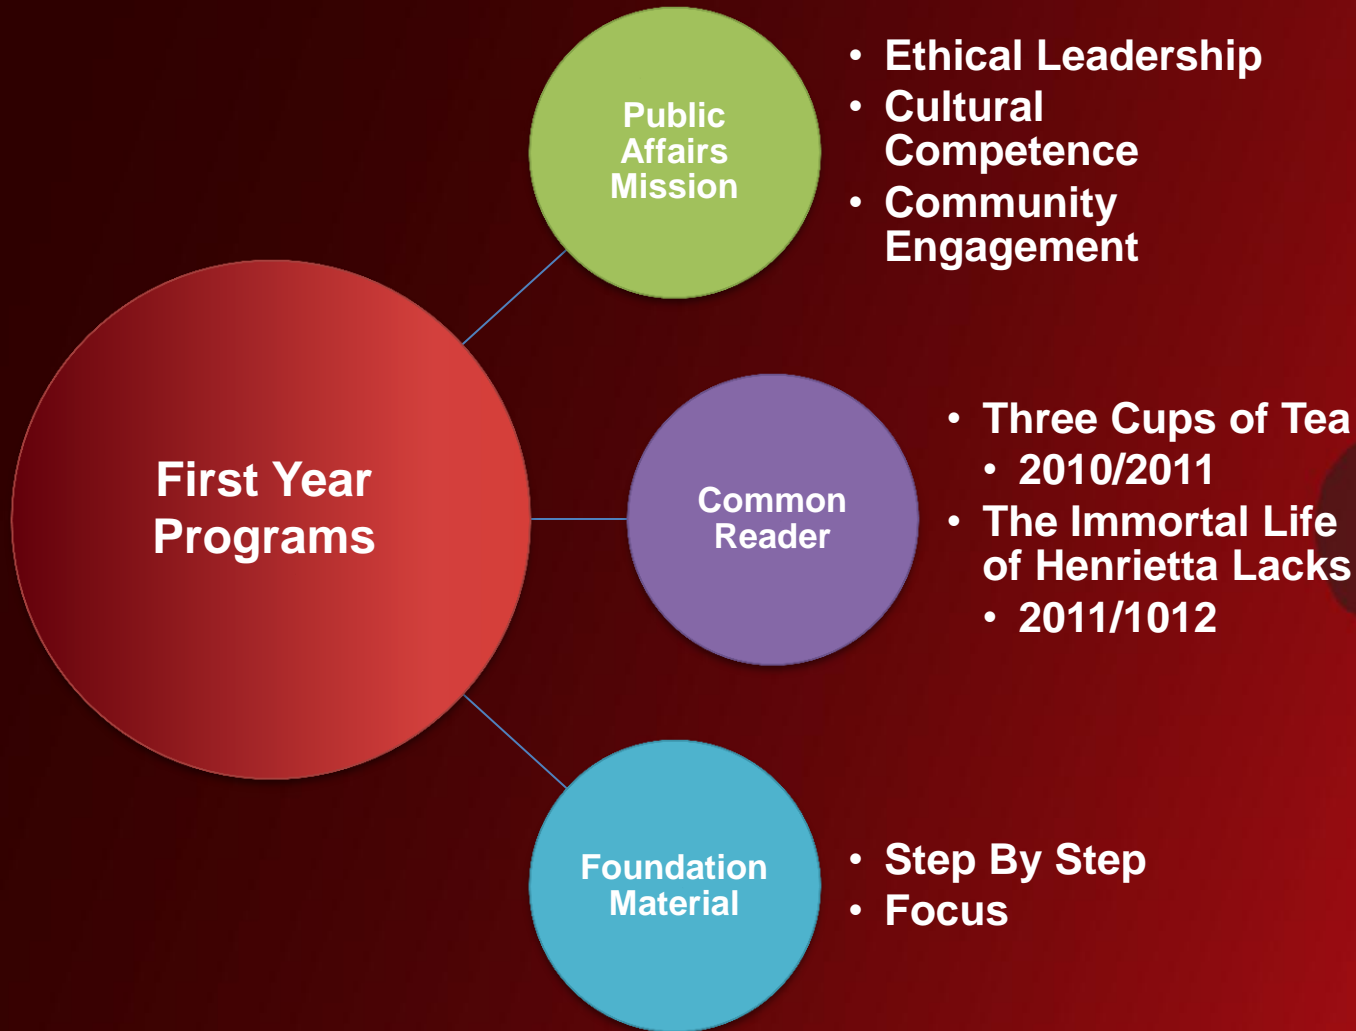 First Year
Programs
Public
Affairs
Mission
• Ethical Leadership
• Cultural
Competence
• Community
Engagement
Common
Reader
• Three Cups of Tea
• 2010/2011
• The Immortal Life
of Henrietta Lacks
• 2011/1012
Foundation
Material
• Step By Step
• Focus